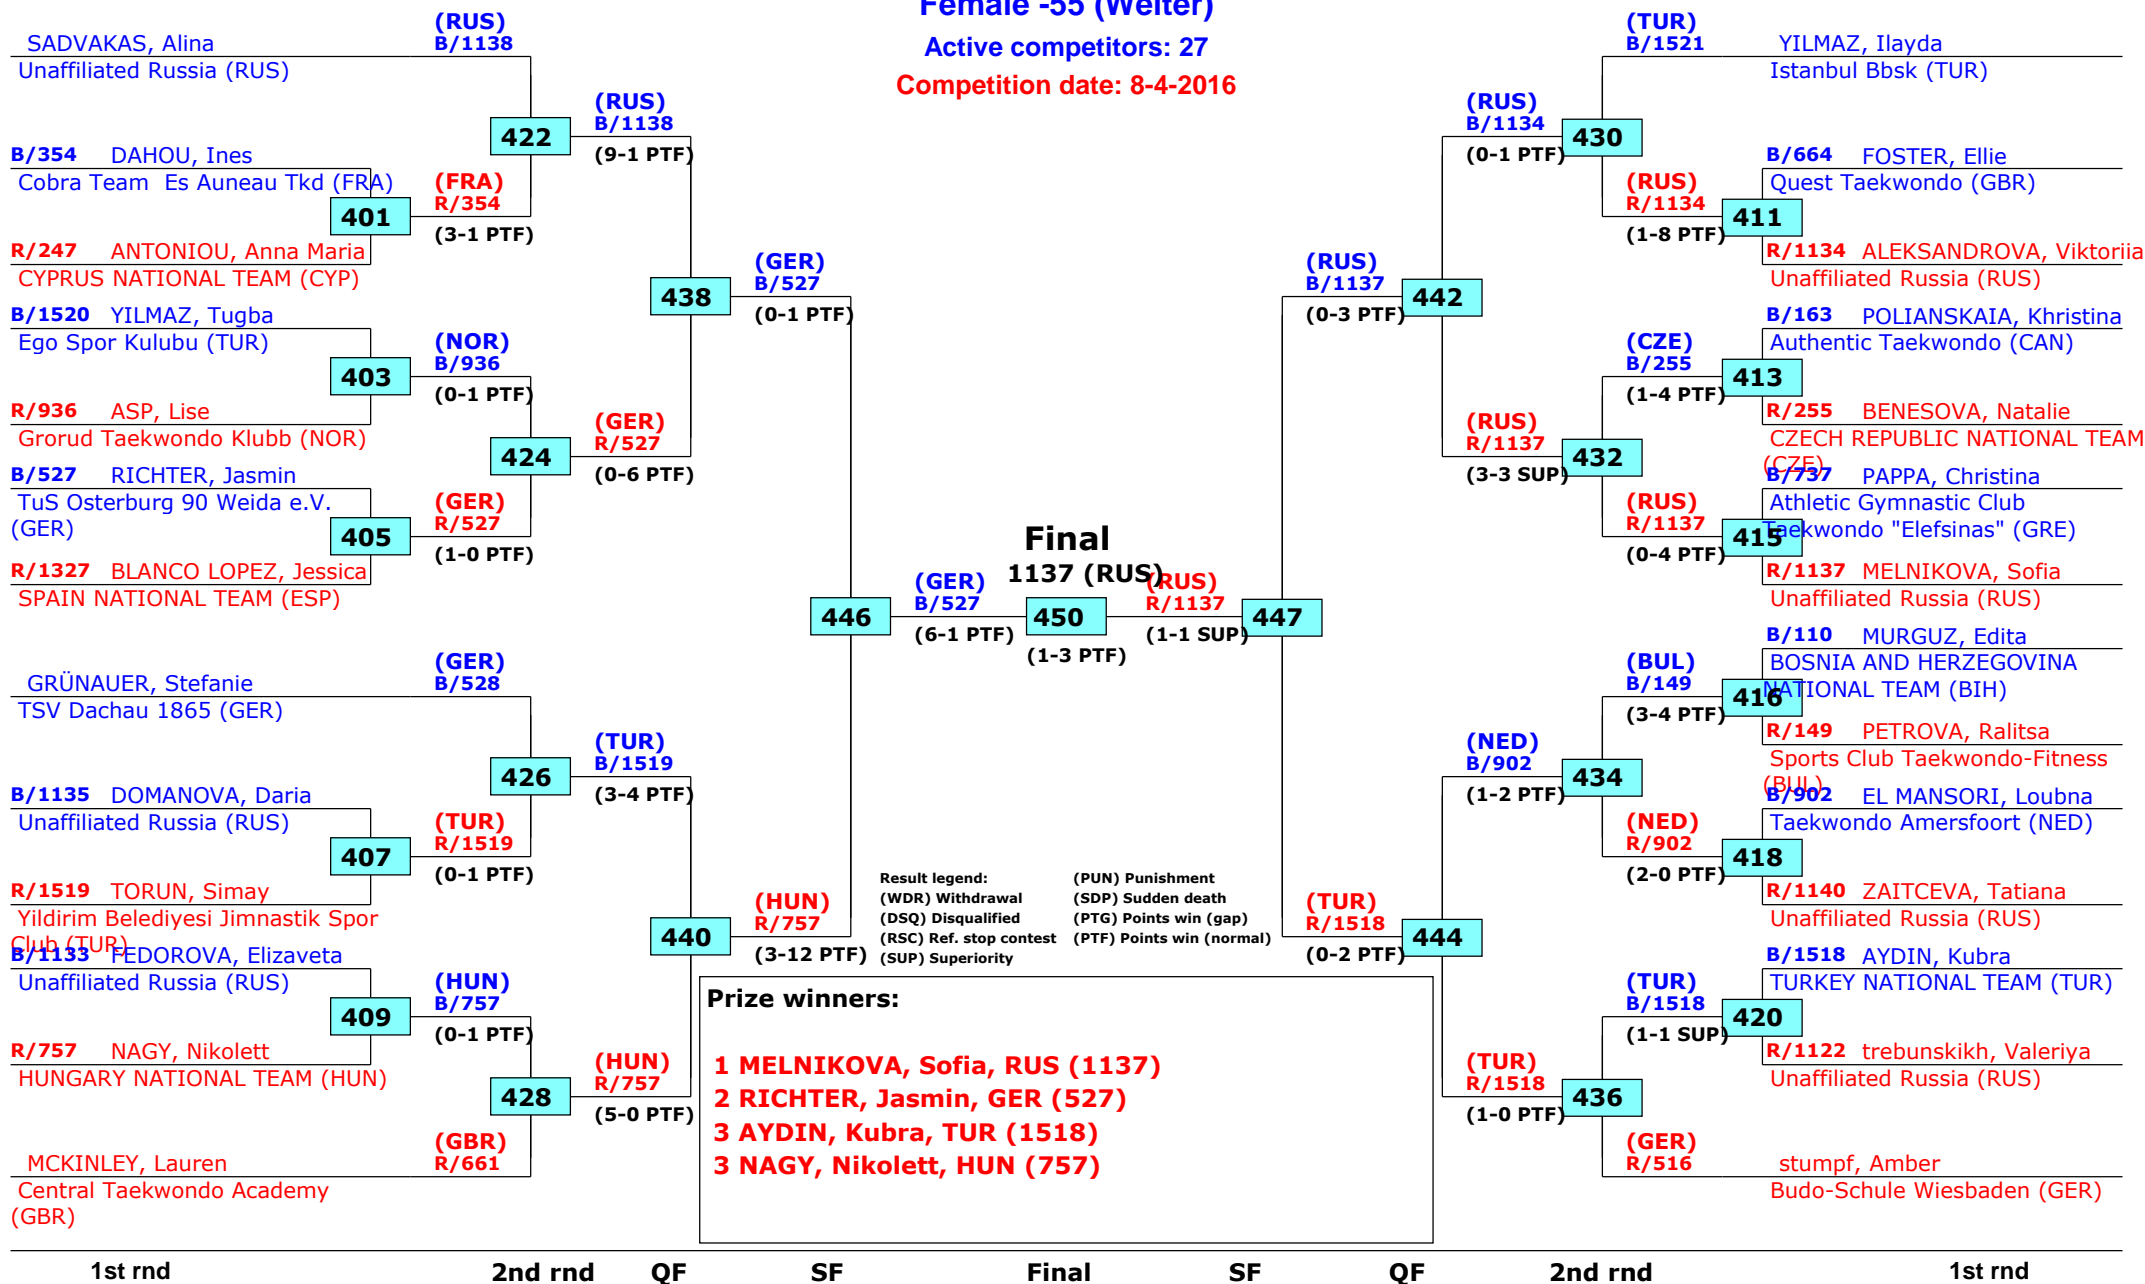 Female -55 (Welter)
Active competitors: 27
Competition date: 8-4-2016
SADVAKAS, Alina
Unaffiliated Russia (RUS)
(RUS)
B/1138
B/354 DAHOU, Ines
Cobra Team Es Auneau Tkd (FRA)
401
R/247 ANTONIOU, Anna Maria
CYPRUS NATIONAL TEAM (CYP)
(FRA)
R/354
(3-1 PTF)
422
(RUS)
B/1138
(9-1 PTF)
B/1520 YILMAZ, Tugba
Ego Spor Kulubu (TUR)
403
R/936 ASP, Lise
Grorud Taekwondo Klubb (NOR)
(NOR)
B/936
(0-1 PTF)
B/527 RICHTER, Jasmin
TuS Osterburg 90 Weida e.V.
(GER)
405
R/1327 BLANCO LOPEZ, Jessica
SPAIN NATIONAL TEAM (ESP)
(GER)
R/527
(1-0 PTF)
424
(GER)
R/527
(0-6 PTF)
438
(GER)
B/527
(0-1 PTF)
GRÜNAUER, Stefanie
TSV Dachau 1865 (GER)
(GER)
B/528
B/1135 DOMANOVA, Daria
Unaffiliated Russia (RUS)
407
R/1519 TORUN, Simay
Yildirim Belediyesi Jimnastik Spor
Club (TUR)
(TUR)
R/1519
(0-1 PTF)
426
(TUR)
B/1519
(3-4 PTF)
B/1133 FEDOROVA, Elizaveta
Unaffiliated Russia (RUS)
409
R/757 NAGY, Nikolett
HUNGARY NATIONAL TEAM (HUN)
(HUN)
B/757
(0-1 PTF)
428
MCKINLEY, Lauren
Central Taekwondo Academy
(GBR)
(GBR)
R/661
(HUN)
R/757
(5-0 PTF)
440
(HUN)
R/757
(3-12 PTF)
446
(GER)
B/527
(6-1 PTF)
Final
1137 (RUS)
450
(1-3 PTF)
(RUS)
R/1137
(1-1 SUP)
447
(TUR)
B/1521
YILMAZ, Ilayda
Istanbul Bbsk (TUR)
(RUS)
B/1134
(0-1 PTF)
430
B/664 FOSTER, Ellie
Quest Taekwondo (GBR)
(RUS)
R/1134
(1-8 PTF)
411
R/1134 ALEKSANDROVA, Viktoriia
Unaffiliated Russia (RUS)
(RUS)
B/1137
(0-3 PTF)
442
B/163 POLIANSKAIA, Khristina
Authentic Taekwondo (CAN)
(CZE)
B/255
(1-4 PTF)
413
R/255 BENESOVA, Natalie
CZECH REPUBLIC NATIONAL TEAM
(CZE)
(RUS)
R/1137
(3-3 SUP)
432
B/737 PAPPA, Christina
Athletic Gymnastic Club
Taekwondo "Elefsinas" (GRE)
(RUS)
R/1137
(0-4 PTF)
415
R/1137 MELNIKOVA, Sofia
Unaffiliated Russia (RUS)
B/110 MURGUZ, Edita
BOSNIA AND HERZEGOVINA
NATIONAL TEAM (BIH)
(BUL)
B/149
(3-4 PTF)
416
R/149 PETROVA, Ralitsa
Sports Club Taekwondo-Fitness
(BUL)
(NED)
B/902
(1-2 PTF)
434
B/902 EL MANSORI, Loubna
Taekwondo Amersfoort (NED)
(NED)
R/902
(2-0 PTF)
418
R/1140 ZAITCEVA, Tatiana
Unaffiliated Russia (RUS)
(TUR)
R/1518
(0-2 PTF)
444
B/1518 AYDIN, Kubra
TURKEY NATIONAL TEAM (TUR)
(TUR)
B/1518
(1-1 SUP)
420
R/1122 trebunskikh, Valeriya
Unaffiliated Russia (RUS)
(TUR)
R/1518
(1-0 PTF)
436
(GER)
R/516
stumpf, Amber
Budo-Schule Wiesbaden (GER)
Result legend:
(WDR) Withdrawal
(DSQ) Disqualified
(RSC) Ref. stop contest
(SUP) Superiority
(PUN) Punishment
(SDP) Sudden death
(PTG) Points win (gap)
(PTF) Points win (normal)
Prize winners:
1 MELNIKOVA, Sofia, RUS (1137)
2 RICHTER, Jasmin, GER (527)
3 AYDIN, Kubra, TUR (1518)
3 NAGY, Nikolett, HUN (757)
1st rnd 2nd rnd QF SF Final SF QF 2nd rnd 1st rnd